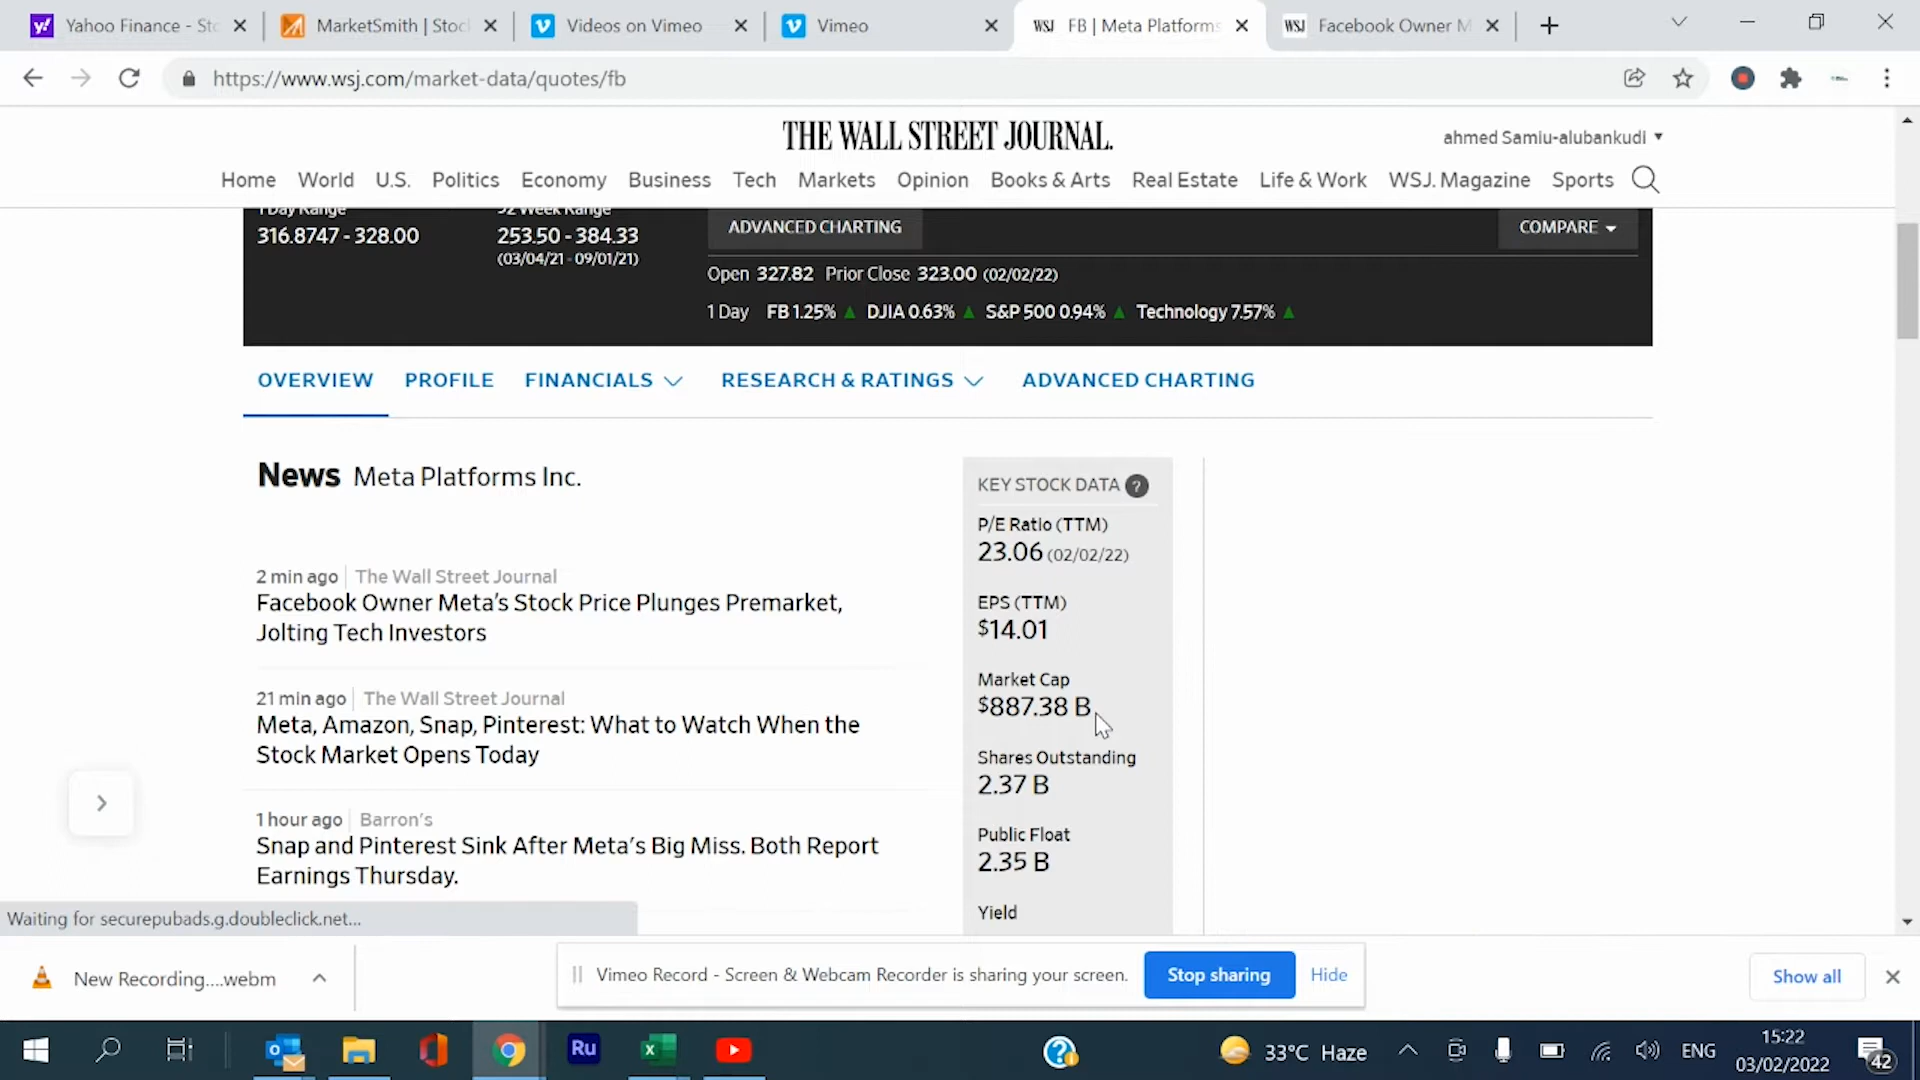 Yahoo Finance - Sto
MarketSmith | Stoc
Videos on Vimeo
Vimeo
WSJ FB | Meta Platforms
WSJ Facebook Owner M
https://www.wsj.com/market-data/quotes/fb
THE WALL STREET JOURNAL.
ahmed Samiu-alubankudi
Home World U.S. Politics Economy Business Tech Markets Opinion Books & Arts Real Estate Life & Work WSJ. Magazine Sports
1 Day Range 52 Week Range
316.8747 - 328.00 253.50 - 384.33
(03/04/21 - 09/01/21)
ADVANCED CHARTING COMPARE
Open 327.82 Prior Close 323.00 (02/02/22)
1 Day FB 1.25% DJIA 0.63% S&P 500 0.94% Technology 7.57%
OVERVIEW PROFILE FINANCIALS RESEARCH & RATINGS ADVANCED CHARTING
News Meta Platforms Inc.
2 min ago | The Wall Street Journal
Facebook Owner Meta's Stock Price Plunges Premarket,
Jolting Tech Investors
21 min ago | The Wall Street Journal
Meta, Amazon, Snap, Pinterest: What to Watch When the
Stock Market Opens Today
1 hour ago | Barron's
Snap and Pinterest Sink After Meta's Big Miss. Both Report
Earnings Thursday.
KEY STOCK DATA ?
P/E Ratio (TTM)
23.06 (02/02/22)
EPS (TTM)
$14.01
Market Cap
$887.38 B
Shares Outstanding
2.37 B
Public Float
2.35 B
Yield
Waiting for securepubads.g.doubleclick.net...
New Recording....webm
Vimeo Record - Screen & Webcam Recorder is sharing your screen. Stop sharing Hide
Show all
Ru
33°C Haze
ENG
15:22
03/02/2022
42